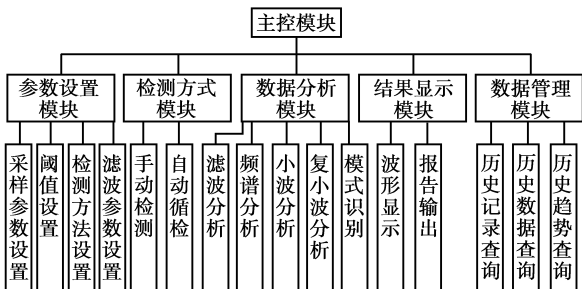 主控模块
参数设置
模块
检测方式
模块
数据分析
模块
结果显示
模块
数据管理
模块
采样参数设置
阈值设置
检测方法设置
滤波参数设置
手动检测
自动循检
滤波分析
频谱分析
小波分析
复小波分析
模式识别
波形显示
报告输出
历史记录查询
历史数据查询
历史趋势查询